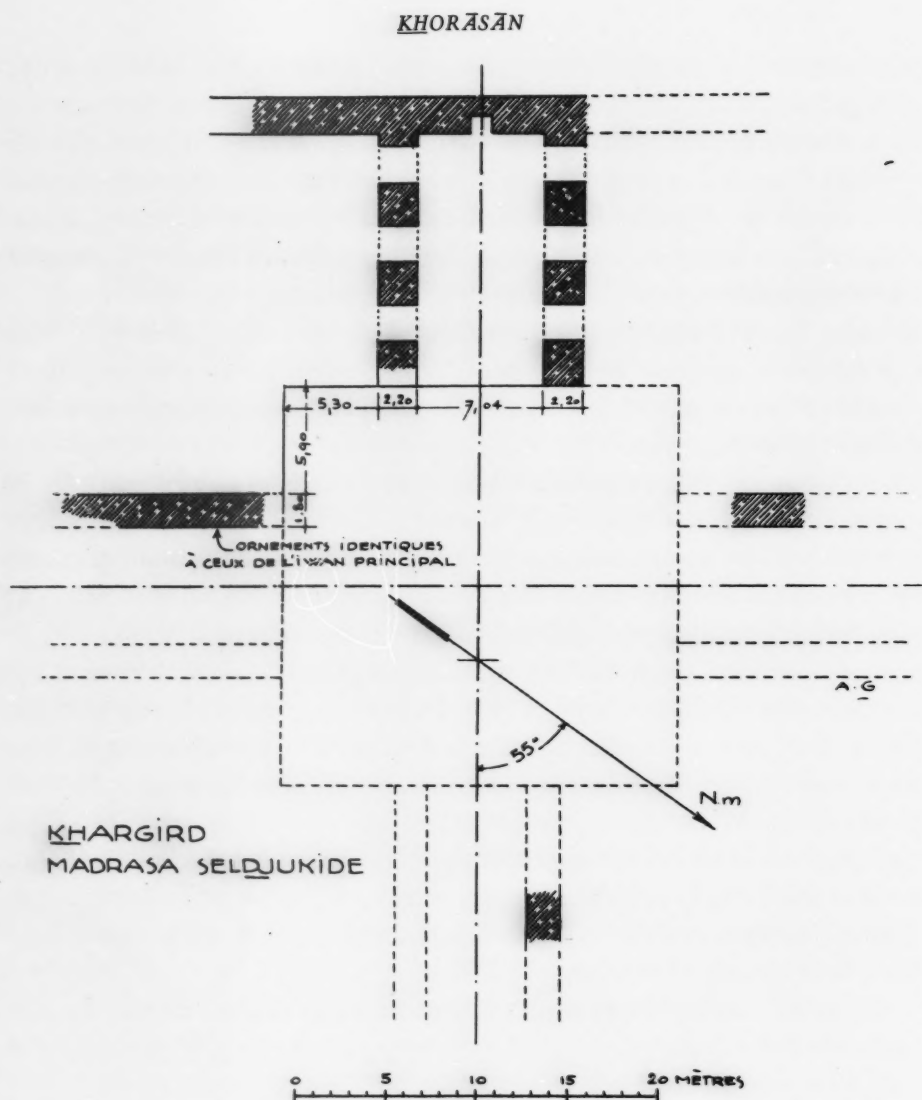 KHORĀSĀN
5,30 2,20 7,04 2,20
5,90
1.80
ORNEMENTS IDENTIQUES
À CEUX DE L'IWAN PRINCIPAL
A.G
55°
N.m
KHARGIRD
MADRASA SELDJUKIDE
0 5 10 15 20 MÈTRES